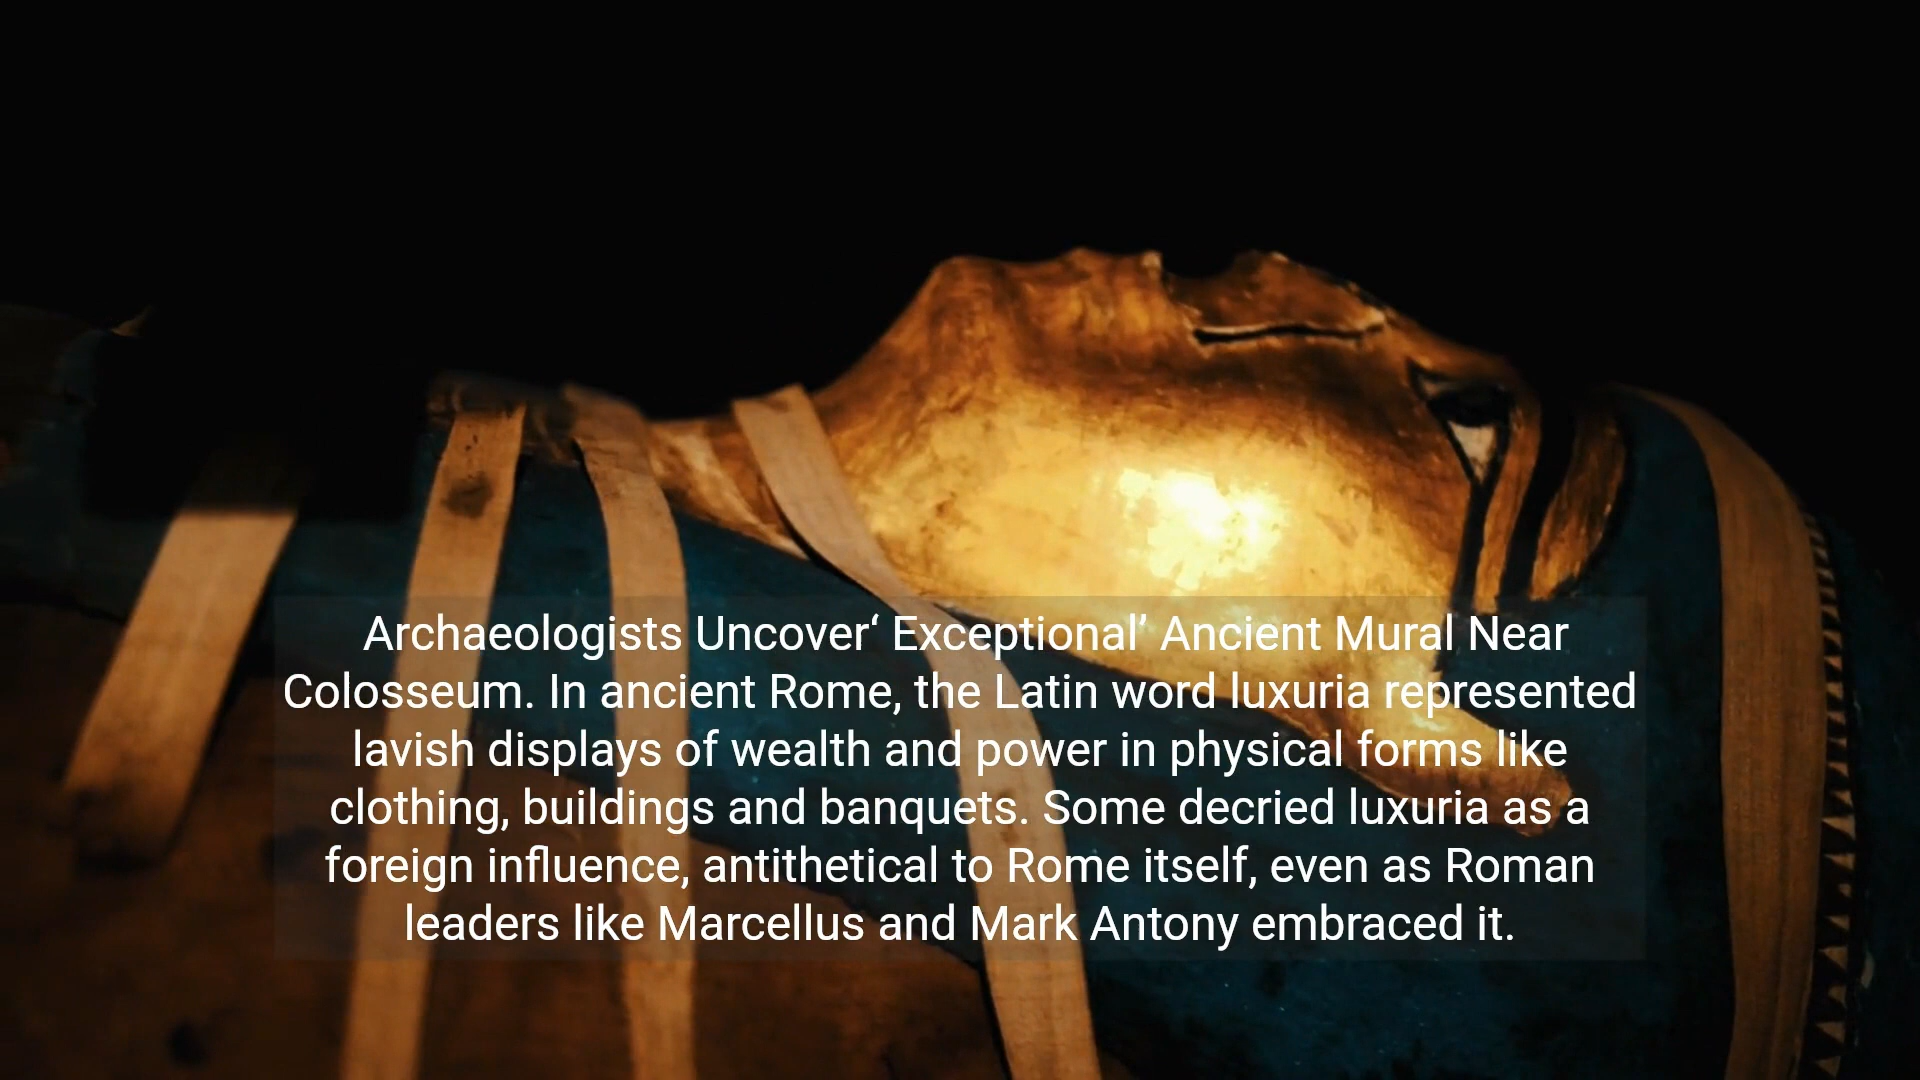 Archaeologists Uncover‘ Exceptional’ Ancient Mural Near
Colosseum. In ancient Rome, the Latin word luxuria represented
lavish displays of wealth and power in physical forms like
clothing, buildings and banquets. Some decried luxuria as a
foreign influence, antithetical to Rome itself, even as Roman
leaders like Marcellus and Mark Antony embraced it.